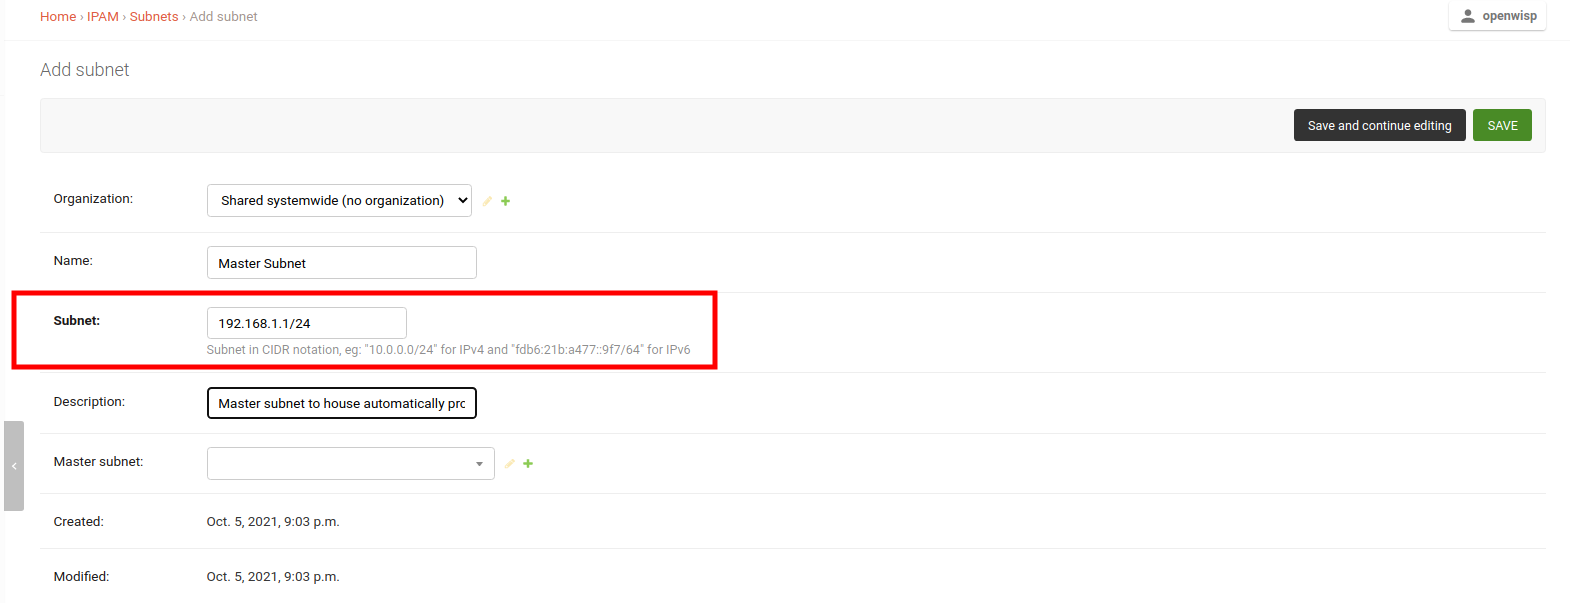 Home › IPAM › Subnets › Add subnet
openwisp
Add subnet
Save and continue editing
SAVE
Organization:
Shared systemwide (no organization)
Name:
Master Subnet
Subnet:
192.168.1.1/24
Subnet in CIDR notation, eg: "10.0.0.0/24" for IPv4 and "fdb6:21b:a477::9f7/64" for IPv6
Description:
Master subnet to house automatically pro
Master subnet:
Created:
Oct. 5, 2021, 9:03 p.m.
Modified:
Oct. 5, 2021, 9:03 p.m.